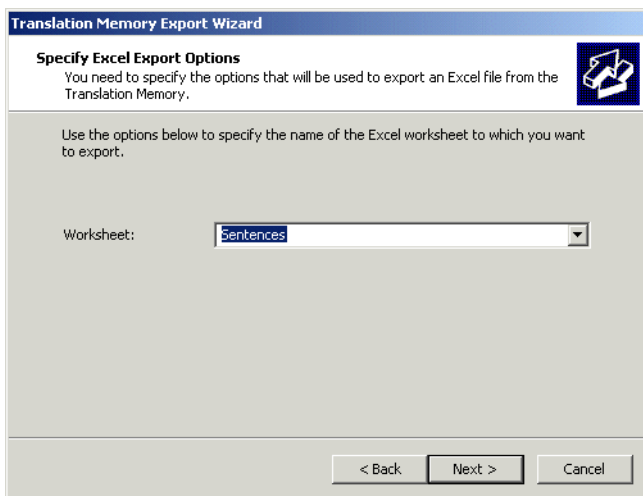 Translation Memory Export Wizard
Specify Excel Export Options
You need to specify the options that will be used to export an Excel file from the
Translation Memory.
Use the options below to specify the name of the Excel worksheet to which you want
to export.
Worksheet: Sentences
< Back Next > Cancel